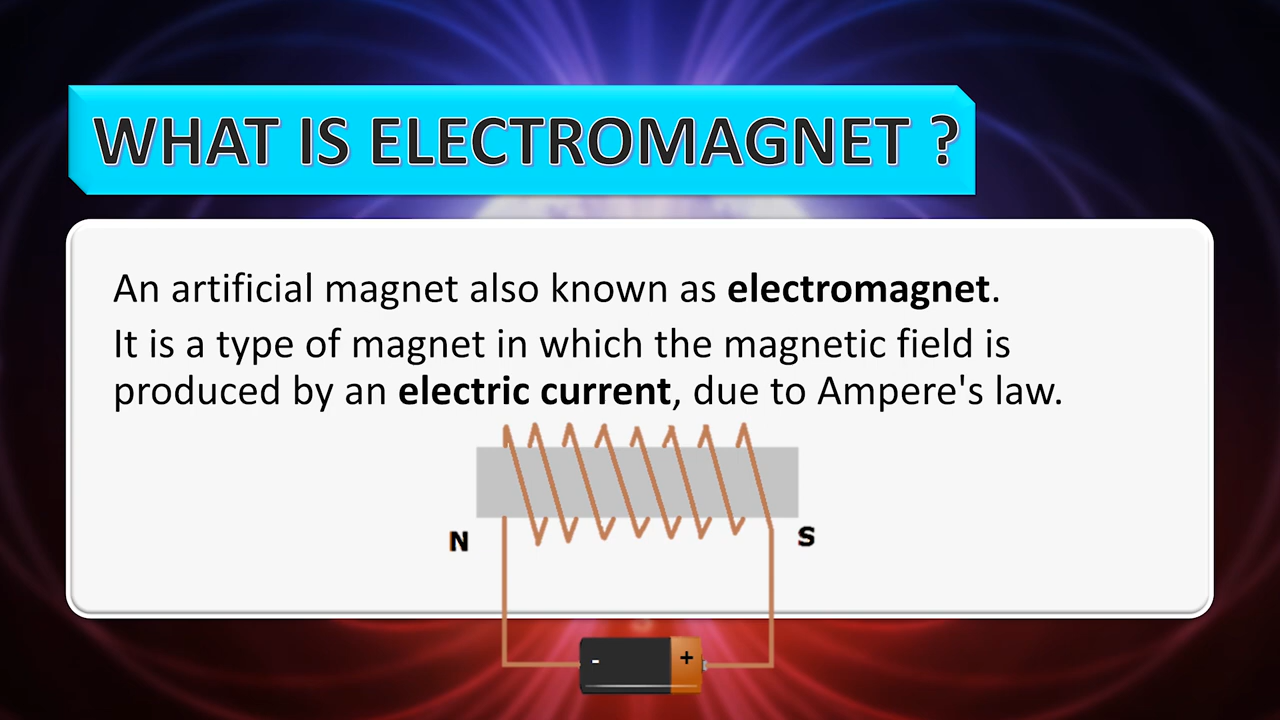 WHAT IS ELECTROMAGNET ?
An artificial magnet also known as electromagnet.
It is a type of magnet in which the magnetic field is
produced by an electric current, due to Ampere's law.
N
S
- +